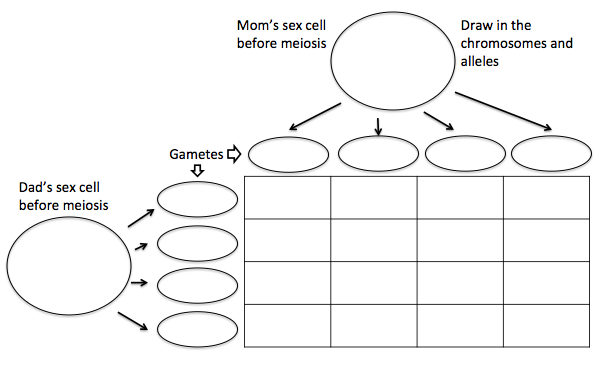 Mom's sex cell
before meiosis
Draw in the
chromosomes and
alleles
Gametes
Dad's sex cell
before meiosis